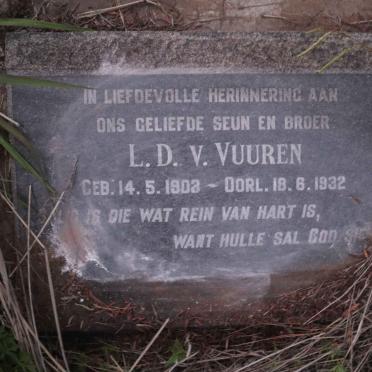 IN LIEFDEVOLLE HERINNERING AAN
ONS GELIEFDE SEUN EN BROER
L. D. V. VUUREN
GEB. 14. 5. 1903 – OORL. 18. 6. 1932
IS DIE WAT REIN VAN HART IS,
WANT HULLE SAL GOD